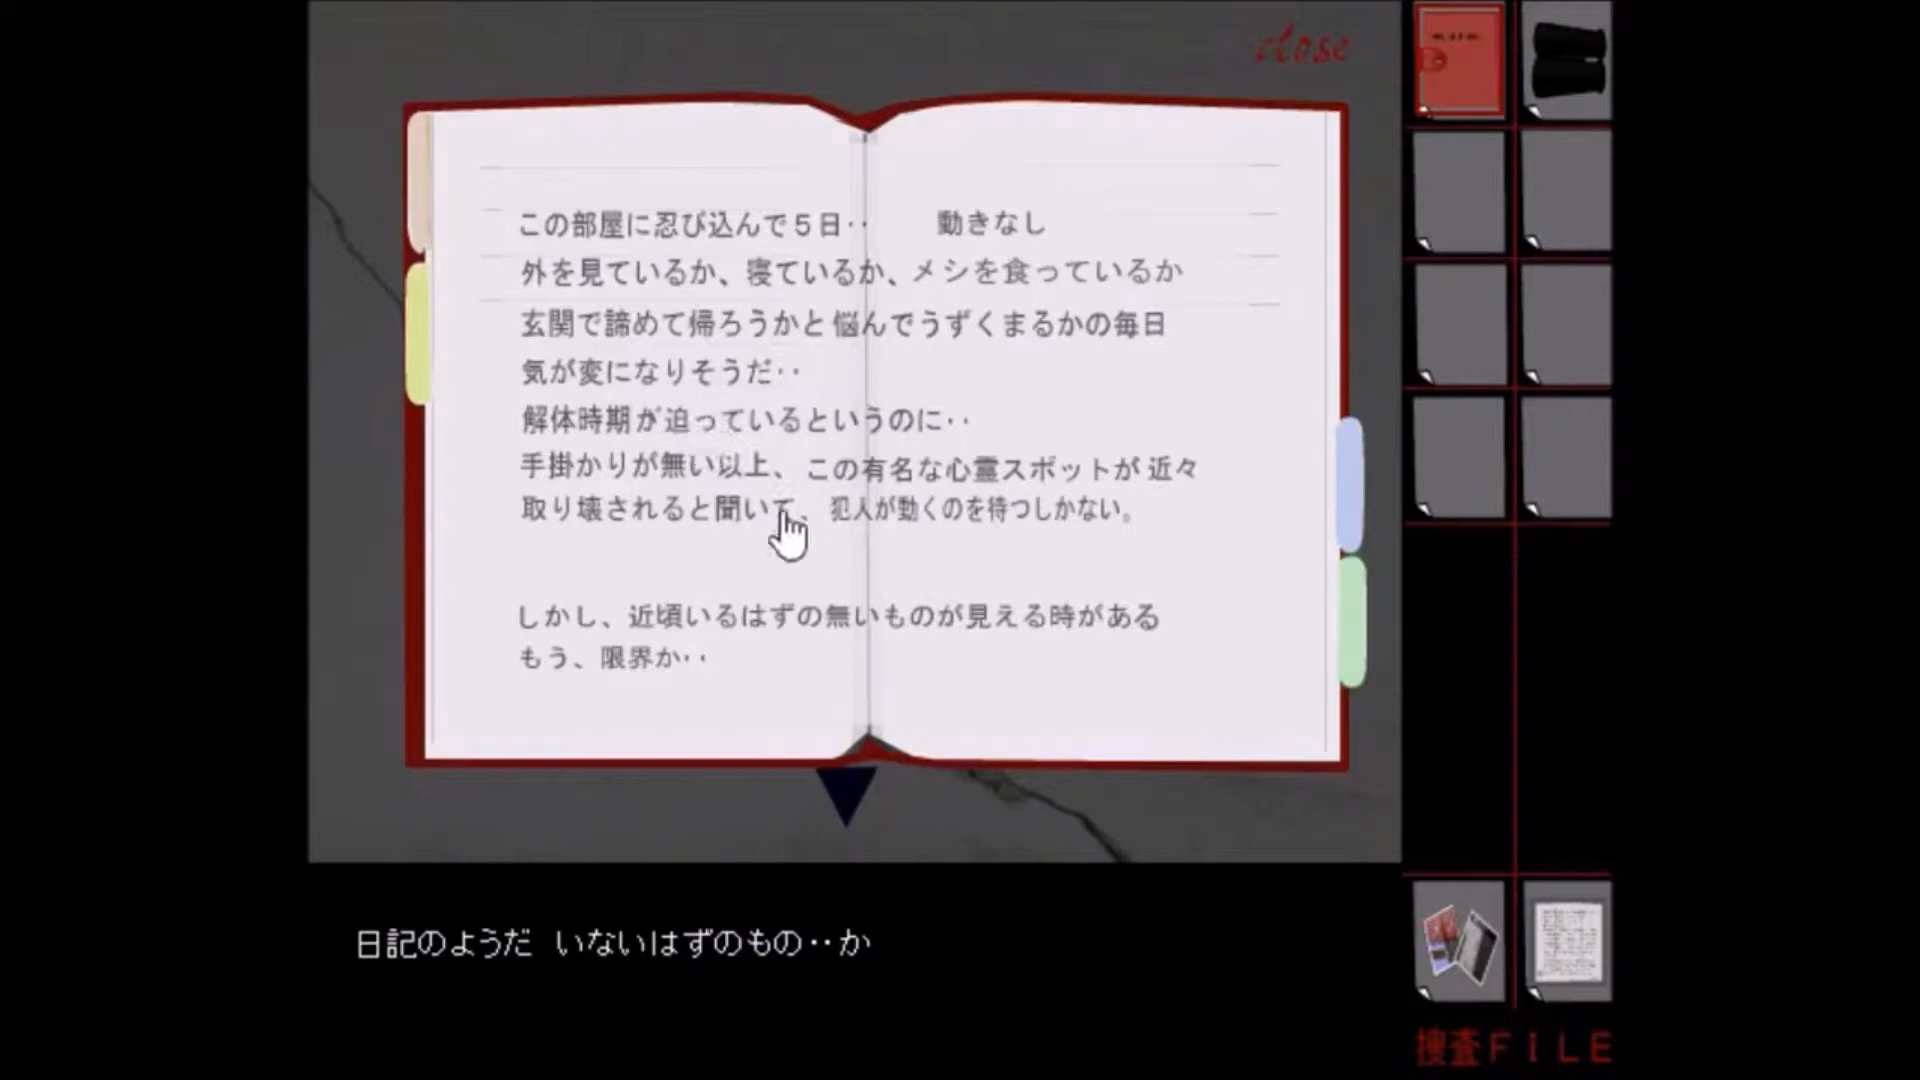 close
この部屋に忍び込んで５日‥　動きなし
外を見ているか、寝ているか、メシを食っているか
玄関で諦めて帰ろうかと悩んでうずくまるかの毎日
気が変になりそうだ‥
解体時期が迫っているというのに‥
手掛かりが無い以上、この有名な心霊スポットが近々
取り壊されると聞いて、犯人が動くのを待つしかない。
しかし、近頃いるはずの無いものが見える時がある
もう、限界か‥
日記のようだ　いないはずのもの‥か
捜査ＦＩＬＥ